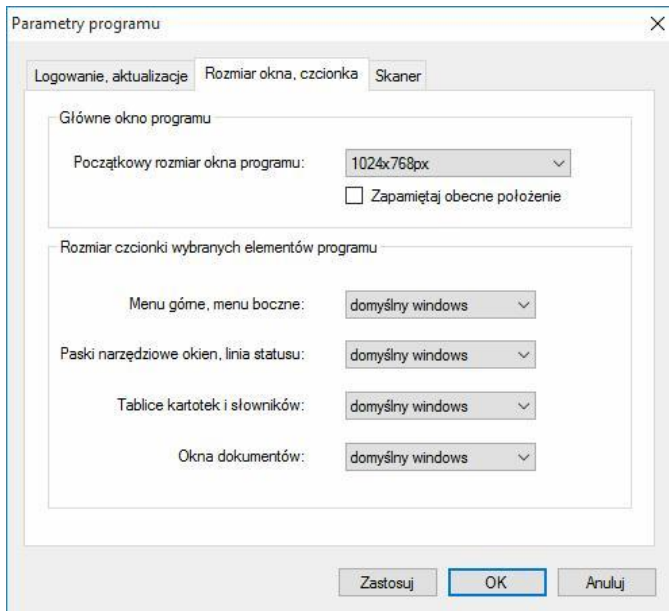 Parametry programu
Logowanie, aktualizacje
Rozmiar okna, czcionka
Skaner
Główne okno programu
Początkowy rozmiar okna programu:
1024x768px
Zapamiętaj obecne położenie
Rozmiar czcionki wybranych elementów programu
Menu górne, menu boczne:
domyślny windows
Paski narzędziowe okien, linia statusu:
domyślny windows
Tablice kartotek i słowników:
domyślny windows
Okna dokumentów:
domyślny windows
Zastosuj
OK
Anuluj